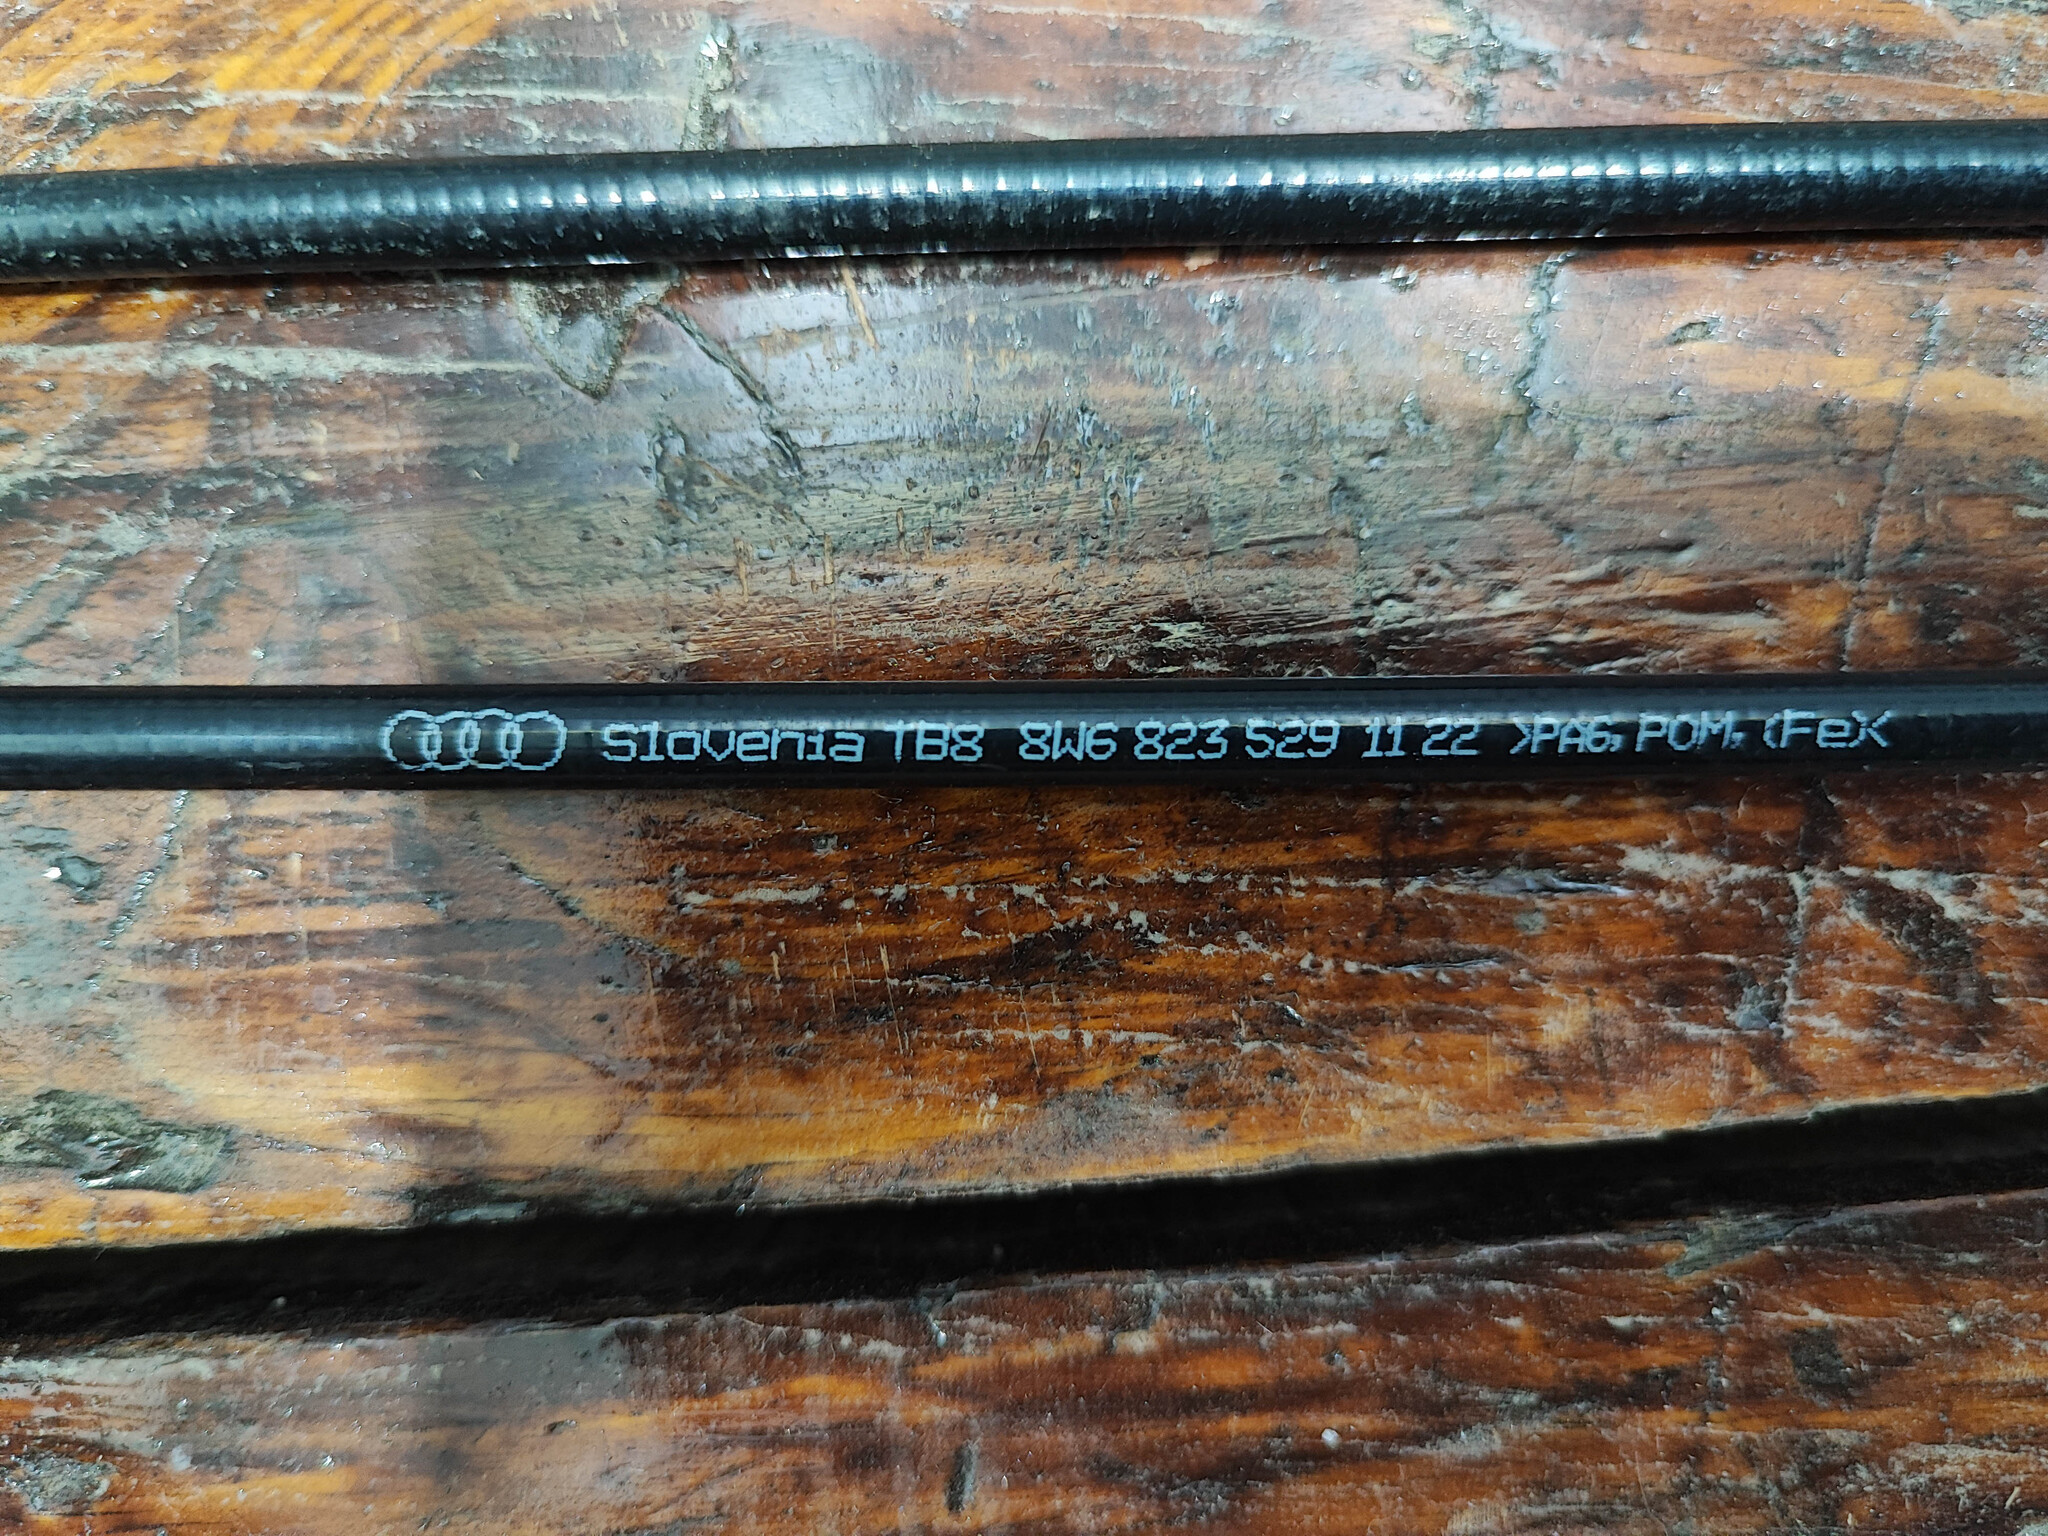 Slovenia TB8 8W6 823 529 11 22 >PA6, POM, (Fe)<